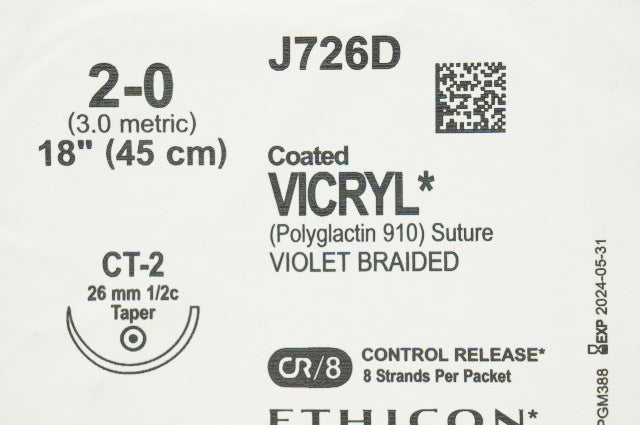 J726D
2-0
(3.0 metric)
18" (45 cm)
Coated
VICRYL*
(Polyglactin 910) Suture
VIOLET BRAIDED
CT-2
26 mm 1/2c
Taper
CR/8
CONTROL RELEASE*
8 Strands Per Packet
ETHICON*
PGM388 EXP 2024-05-31